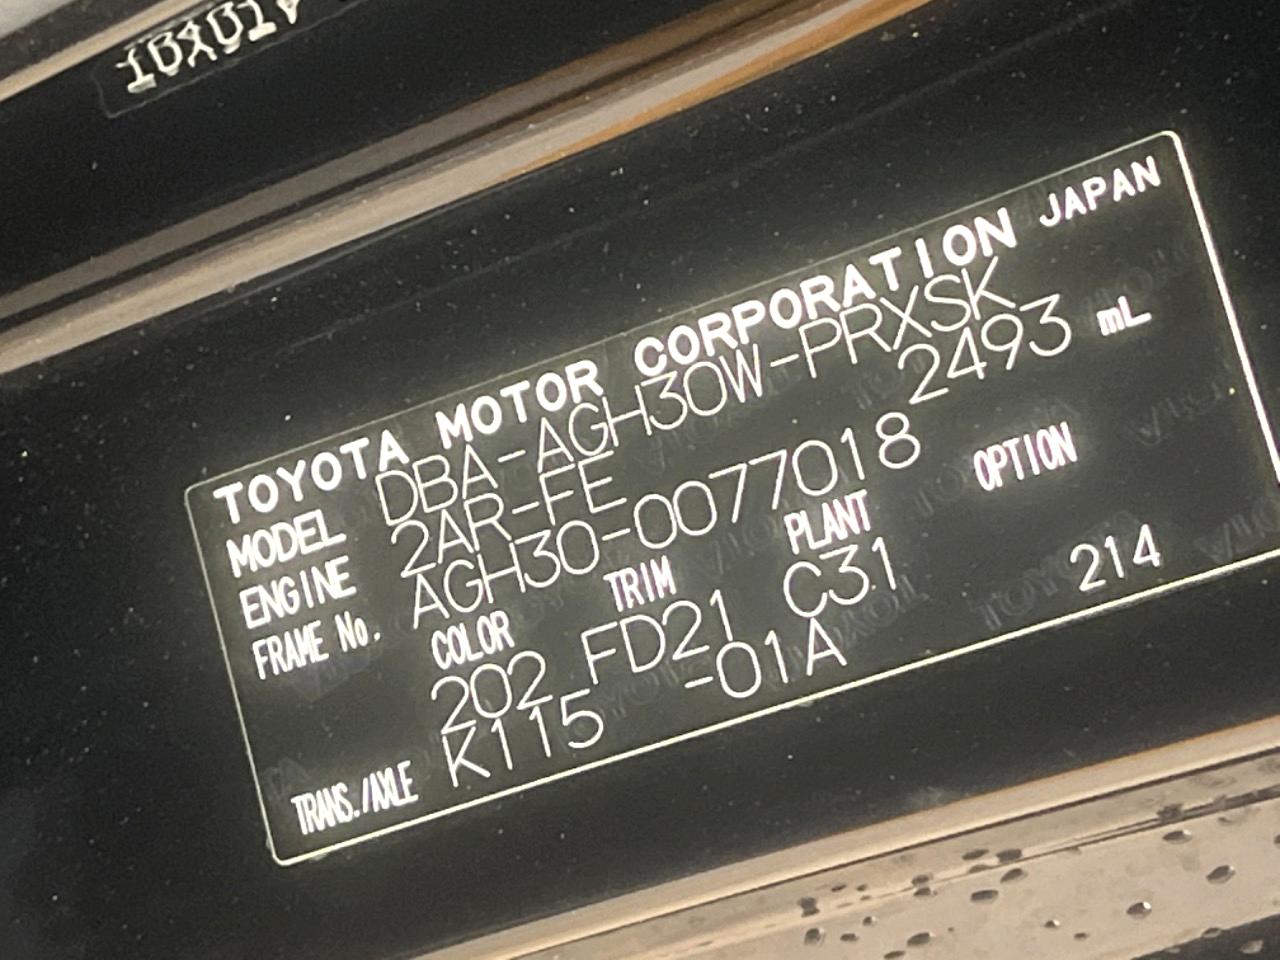 TOYOTA MOTOR CORPORATION JAPAN
MODEL DBA-AGH30W-PRXSK
ENGINE 2AR-FE 2493 mL
FRAME No. AGH30-0077018
COLOR TRIM PLANT OPTION
202 FD21 C31 214
TRANS./AXLE K115 -01A